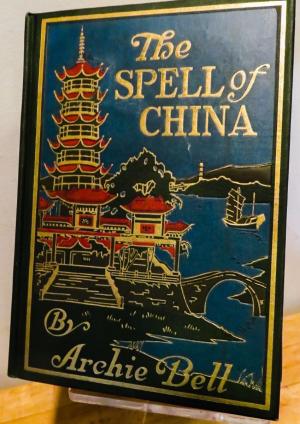 The
SPELL of
CHINA
By
Archie Bell